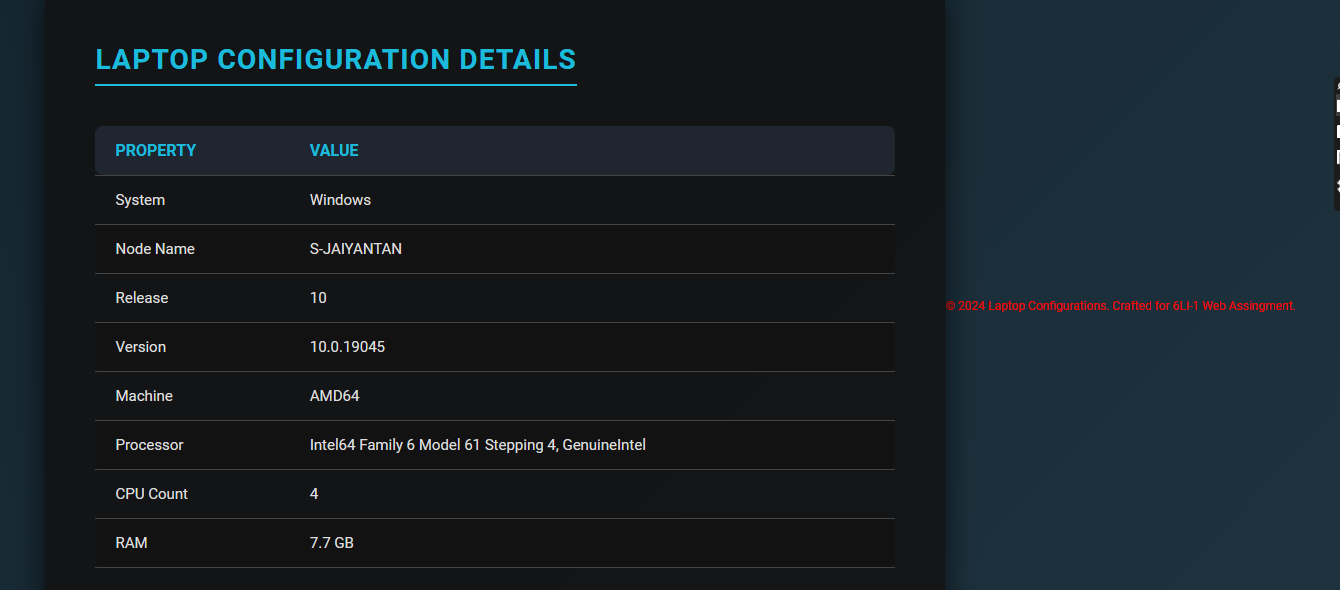 LAPTOP CONFIGURATION DETAILS
PROPERTY VALUE
System Windows
Node Name S-JAIYANTAN
Release 10
Version 10.0.19045
Machine AMD64
Processor Intel64 Family 6 Model 61 Stepping 4, GenuineIntel
CPU Count 4
RAM 7.7 GB
© 2024 Laptop Configurations. Crafted for 6LI-1 Web Assingment.